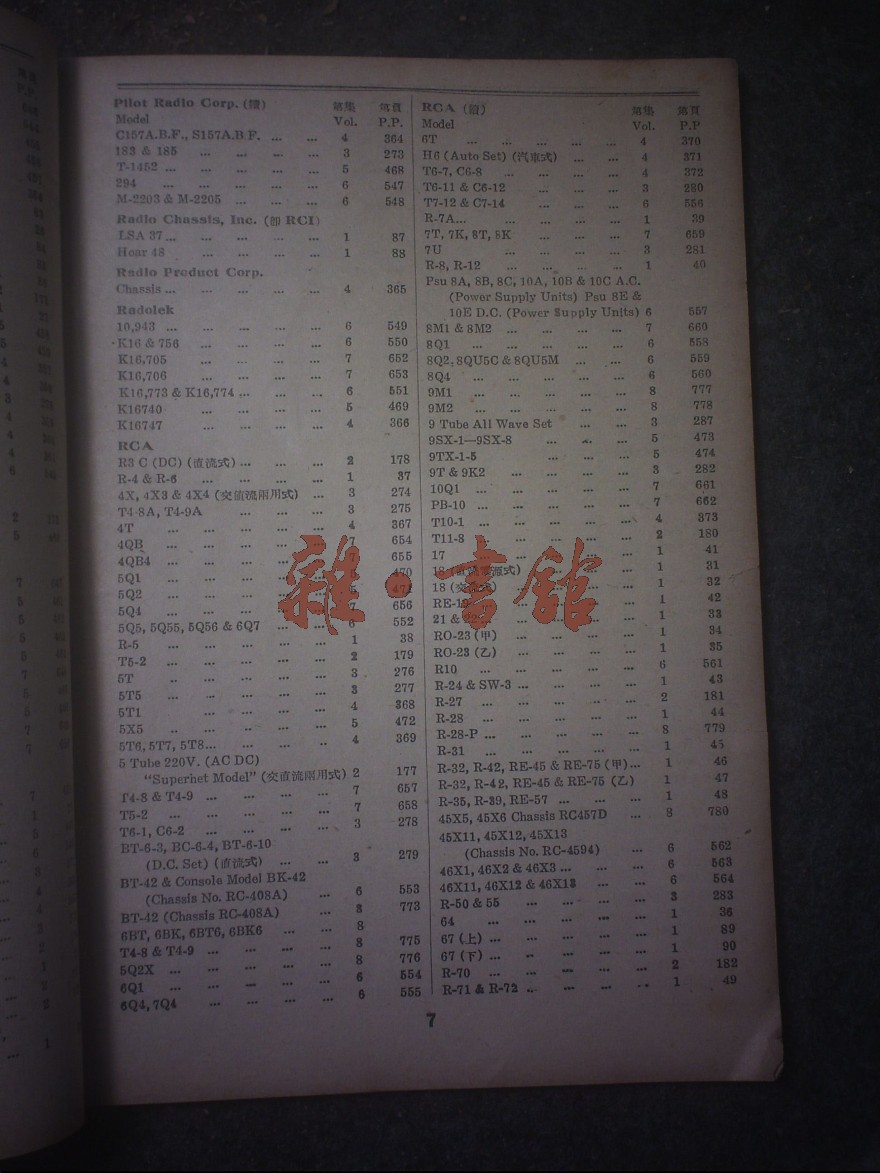 Pilot Radio Corp. (續) 第集 第頁
Model Vol. P.P.
C157A.B.F., S157A.B.F. ... ... 4 364
183 & 185 ... ... ... ... 3 273
T-1452 ... ... ... ... ... 5 468
294 ... ... ... ... ... 6 547
M-2203 & M-2205 ... ... ... 6 548
Radio Chassis, Inc. (卽 RCI)
LSA 37 ... ... ... ... ... 1 87
Hoar 48 ... ... ... ... 1 88
Radio Product Corp.
Chassis ... ... ... ... ... 4 365
Radolek
10,943 ... ... ... ... ... 6 549
K16 & 756 ... ... ... ... 6 550
K16,705 ... ... ... ... 7 652
K16,706 ... ... ... ... 7 653
K16,773 & K16,774 ... ... ... 6 551
K16740 ... ... ... ... 5 469
K16747 ... ... ... ... 4 366
RCA
R3 C (DC) (直流式) ... ... ... 2 178
R-4 & R-6 ... ... ... ... 1 37
4X, 4X3 & 4X4 (交直流兩用式) ... 3 274
T4-8A, T4-9A ... ... ... 3 275
4T ... ... ... ... ... 4 367
4QB ... ... ... ... ... 7 654
4QB4 ... ... ... ... 7 655
5Q1 ... ... ... ... 470
5Q2 ... ... ... ... 5 471
5Q4 ... ... ... ... 7 656
5Q5, 5Q55, 5Q56 & 6Q7 ... ... 6 552
R-5 ... ... ... ... ... 1 38
T5-2 ... ... ... ... ... 2 179
5T ... ... ... ... ... 3 276
5T5 ... ... ... ... ... 3 277
5T1 ... ... ... ... 4 368
5X5 ... ... ... ... ... 5 472
5T6, 5T7, 5T8 ... ... ... ... 4 369
5 Tube 220V. (AC DC)
"Superhet Model" (交直流兩用式) 2 177
T4-8 & T4-9 ... ... ... ... 7 657
T5-2 ... ... ... ... ... 7 658
T6-1, C6-2 ... ... ... ... 3 278
BT-6-3, BC-6-4, BT-6-10
(D.C. Set) (直流式) ... ... 3 279
BT-42 & Console Model BK-42
(Chassis No. RC-408A) ... 6 553
BT-42 (Chassis RC-408A) ... 8 773
6BT, 6BK, 6BT6, 6BK6 ... ... 8
T4-8 & T4-9 ... ... ... ... 8 775
5Q2X ... ... ... ... ... 8 776
6Q1 ... ... ... ... ... 6 554
6Q4, 7Q4 ... ... ... ... 6 555
RCA (續) 第集 第頁
Model Vol. P.P
6T ... ... ... ... ... 4 370
H6 (Auto Set) (汽車式) ... ... 4 371
T6-7, C6-8 ... ... ... ... 4 372
T6-11 & C6-12 ... ... ... 3 280
T7-12 & C7-14 ... ... ... 6 556
R-7A ... ... ... ... ... 1 39
7T, 7K, 8T, 8K ... ... ... 7 659
7U ... ... ... ... 3 281
R-8, R-12 ... ... ... ... 1 40
Psu 8A, 8B, 8C, 10A, 10B & 10C A.C.
(Power Supply Units) Psu 8E &
10E D.C. (Power Supply Units) 6 557
8M1 & 8M2 ... ... ... ... 7 660
8Q1 ... ... ... ... ... 6 558
8Q2, 8QU5C & 8QU5M ... ... 6 559
8Q4 ... ... ... ... ... 6 560
9M1 ... ... ... ... ... 8 777
9M2 ... ... ... ... ... 8 778
9 Tube All Wave Set ... ... 3 287
9SX-1—9SX-8 ... ... ... 5 473
9TX-1-5 ... ... ... ... 5 474
9T & 9K2 ... ... ... ... 3 282
10Q1 ... ... ... ... ... 7 661
PB-10 ... ... ... ... ... 7 662
T10-1 ... ... ... ... ... 4 373
T11-8 ... ... ... ... ... 2 180
17 ... ... ... ... 1 41
18 (直流電源式) ... ... ... 1 31
18 (交流式) ... ... ... 1 32
... ... ... 1 42
21 & ... ... ... 1 33
RO-23 (甲) ... ... ... ... 1 34
RO-23 (乙) ... ... ... ... 1 35
R10 ... ... ... ... 6 561
R-24 & SW-3 ... ... ... ... 1 43
R-27 ... ... ... ... ... 2 181
R-28 ... ... ... ... ... 1 44
R-28-P ... ... ... ... ... 8 779
R-31 ... ... ... ... ... 1 45
R-32, R-42, RE-45 & RE-75 (甲) ... 1 46
R-32, R-42, RE-45 & RE-75 (乙) 1 47
R-35, R-39, RE-57 ... ... ... 1 48
45X5, 45X6 Chassis RC457D ... 8 780
45X11, 45X12, 45X13
(Chassis No. RC-4594) ... 6 562
46X1, 46X2 & 46X3 ... ... ... 6 563
46X11, 46X12 & 46X13 ... ... 6 564
R-50 & 55 ... ... ... ... 3 283
64 ... ... ... ... ... 1 36
67 (上) ... ... ... ... ... 1 89
67 (下) ... ... ... ... ... 1 90
R-70 ... ... ... ... ... 2 182
R-71 & R-72 ... ... ... ... 1 49
7
雜·書館